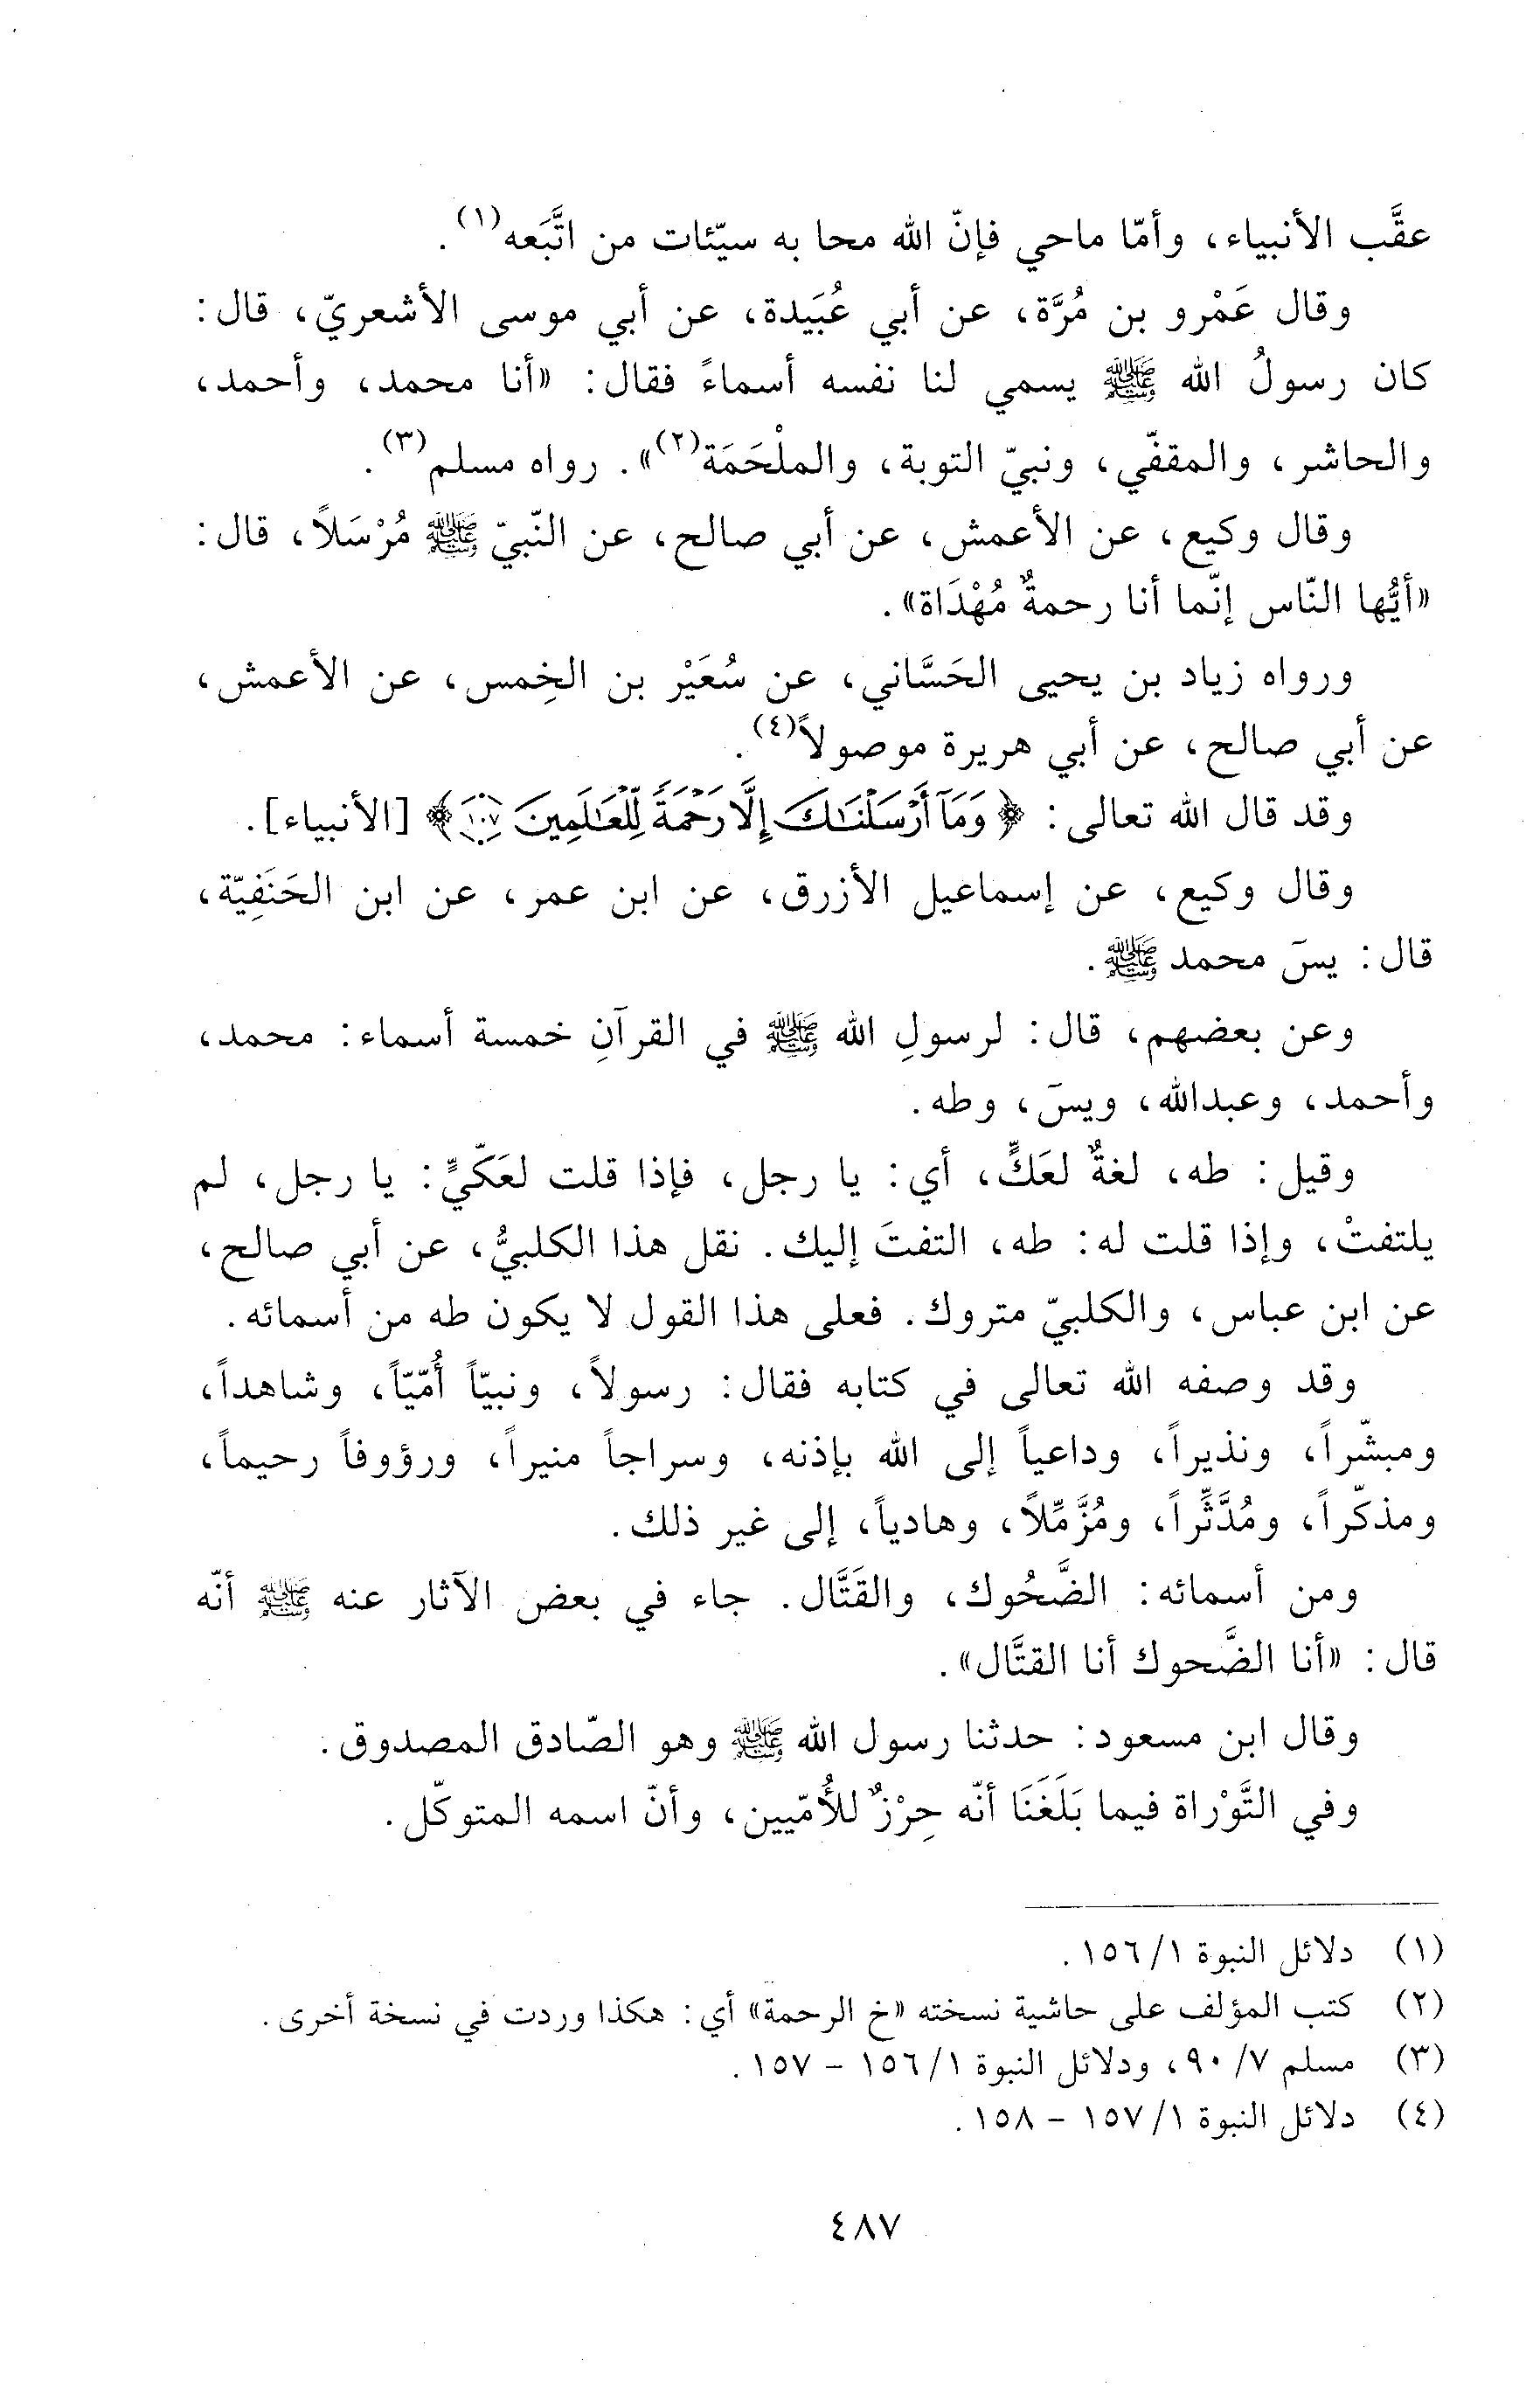 عقَّب الأنبياء، وأمّا ماحي فإنّ الله محا به سيّئات من اتَّبَعه(١).
وقال عَمْرو بن مُرَّة، عن أبي عُبَيدة، عن أبي موسى الأشعريّ، قال:
كان رسولُ الله ﷺ يسمي لنا نفسه أسماءً فقال: «أنا محمد، وأحمد،
والحاشر، والمقفّي، ونبيّ التوبة، والملْحَمَة(٢)». رواه مسلم(٣).
وقال وكيع، عن الأعمش، عن أبي صالح، عن النّبيّ ﷺ مُرْسَلاً، قال:
«أيُّها النّاس إنّما أنا رحمةٌ مُهْدَاة».
ورواه زياد بن يحيى الحَسَّاني، عن سُعَيْر بن الخِمس، عن الأعمش،
عن أبي صالح، عن أبي هريرة موصولاً(٤).
وقد قال الله تعالى: ﴿وَمَآ أَرْسَلْنَٰكَ إِلَّا رَحْمَةً لِّلْعَٰلَمِينَ ١٠٧﴾ [الأنبياء].
وقال وكيع، عن إسماعيل الأزرق، عن ابن عمر، عن ابن الحَنَفِيّة،
قال: يسۤ محمد ﷺ.
وعن بعضهم، قال: لرسولِ الله ﷺ في القرآنِ خمسة أسماء: محمد،
وأحمد، وعبدالله، ويسۤ، وطه.
وقيل: طه، لغةٌ لعَكٍّ، أي: يا رجل، فإذا قلت لعَكّيٍّ: يا رجل، لم
يلتفتْ، وإذا قلت له: طه، التفتَ إليك. نقل هذا الكلبيُّ، عن أبي صالح،
عن ابن عباس، والكلبيّ متروك. فعلى هذا القول لا يكون طه من أسمائه.
وقد وصفه الله تعالى في كتابه فقال: رسولاً، ونبيّاً أُمّيّاً، وشاهداً،
ومبشّراً، ونذيراً، وداعياً إلى الله بإذنه، وسراجاً منيراً، ورؤوفاً رحيماً،
ومذكّراً، ومُدَّثِّراً، ومُزَّمِّلاً، وهادياً، إلى غير ذلك.
ومن أسمائه: الضَّحُوك، والقَتَّال. جاء في بعض الآثار عنه ﷺ أنّه
قال: «أنا الضَّحوك أنا القتَّال».
وقال ابن مسعود: حدثنا رسول الله ﷺ وهو الصّادق المصدوق.
وفي التَّوْراة فيما بَلَغَنَا أنّه حِرْزٌ للأُمّيين، وأنّ اسمه المتوكّل.
(١) دلائل النبوة ١/ ١٥٦.
(٢) كتب المؤلف على حاشية نسخته «خ الرحمة» أي: هكذا وردت في نسخة أخرى.
(٣) مسلم ٧/ ٩٠، ودلائل النبوة ١/ ١٥٦ - ١٥٧.
(٤) دلائل النبوة ١/ ١٥٧ - ١٥٨.
٤٨٧